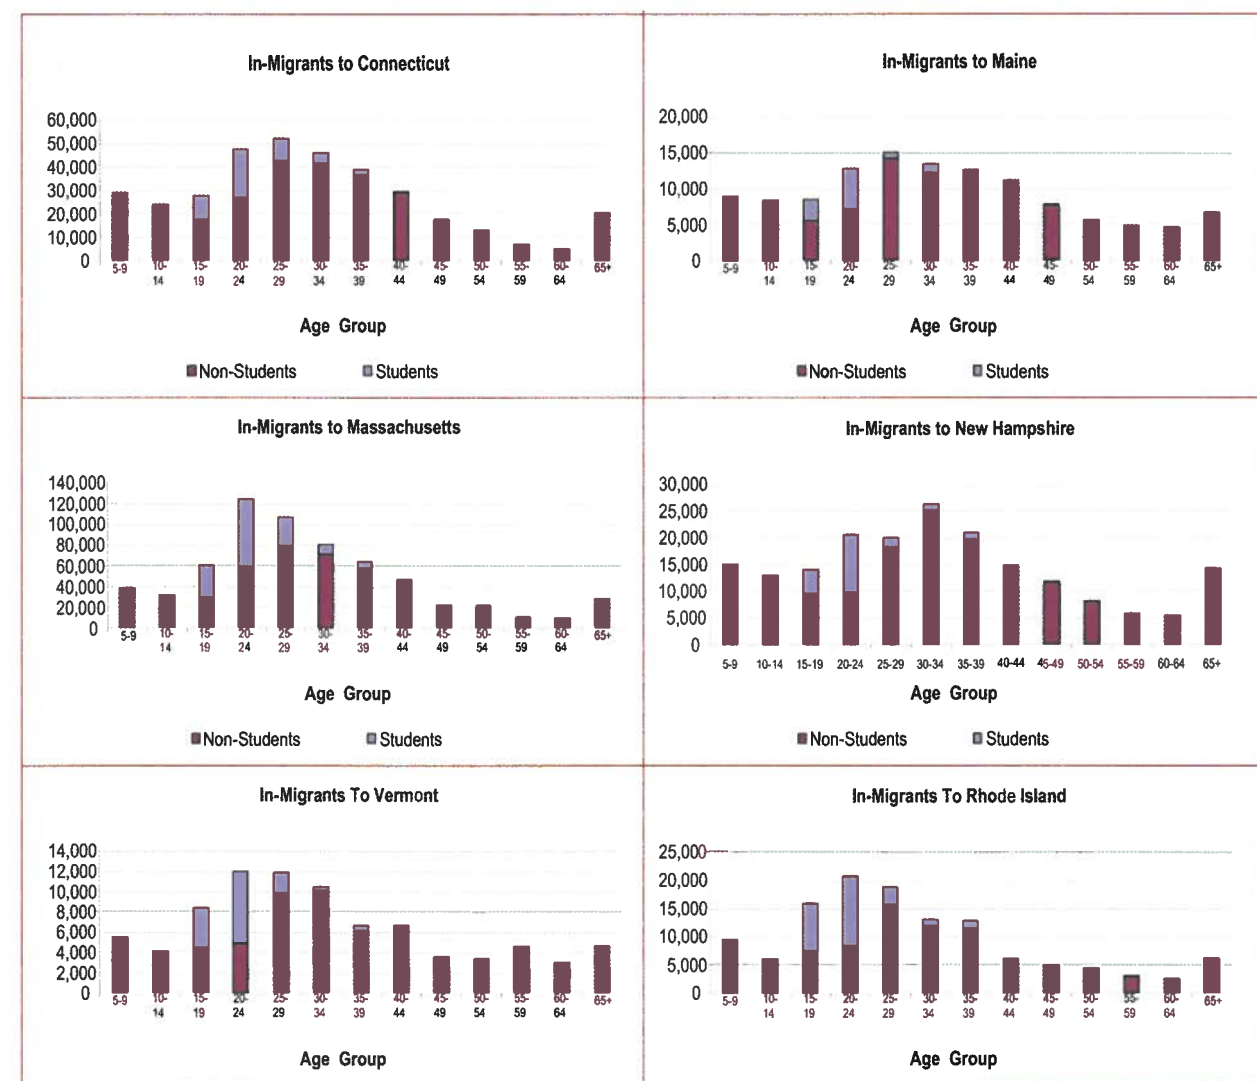 In-Migrants to Connecticut
60,000
50,000
40,000
30,000
20,000
10,000
0
5-9 10-14 15-19 20-24 25-29 30-34 35-39 40-44 45-49 50-54 55-59 60-64 65+
Age Group
Non-Students Students
In-Migrants to Maine
20,000
15,000
10,000
5,000
0
5-9 10-14 15-19 20-24 25-29 30-34 35-39 40-44 45-49 50-54 55-59 60-64 65+
Age Group
Non-Students Students
In-Migrants to Massachusetts
140,000
120,000
100,000
80,000
60,000
40,000
20,000
0
5-9 10-14 15-19 20-24 25-29 30-34 35-39 40-44 45-49 50-54 55-59 60-64 65+
Age Group
Non-Students Students
In-Migrants to New Hampshire
30,000
25,000
20,000
15,000
10,000
5,000
0
5-9 10-14 15-19 20-24 25-29 30-34 35-39 40-44 45-49 50-54 55-59 60-64 65+
Age Group
Non-Students Students
In-Migrants To Vermont
14,000
12,000
10,000
8,000
6,000
4,000
2,000
0
5-9 10-14 15-19 20-24 25-29 30-34 35-39 40-44 45-49 50-54 55-59 60-64 65+
Age Group
In-Migrants To Rhode Island
25,000
20,000
15,000
10,000
5,000
0
5-9 10-14 15-19 20-24 25-29 30-34 35-39 40-44 45-49 50-54 55-59 60-64 65+
Age Group